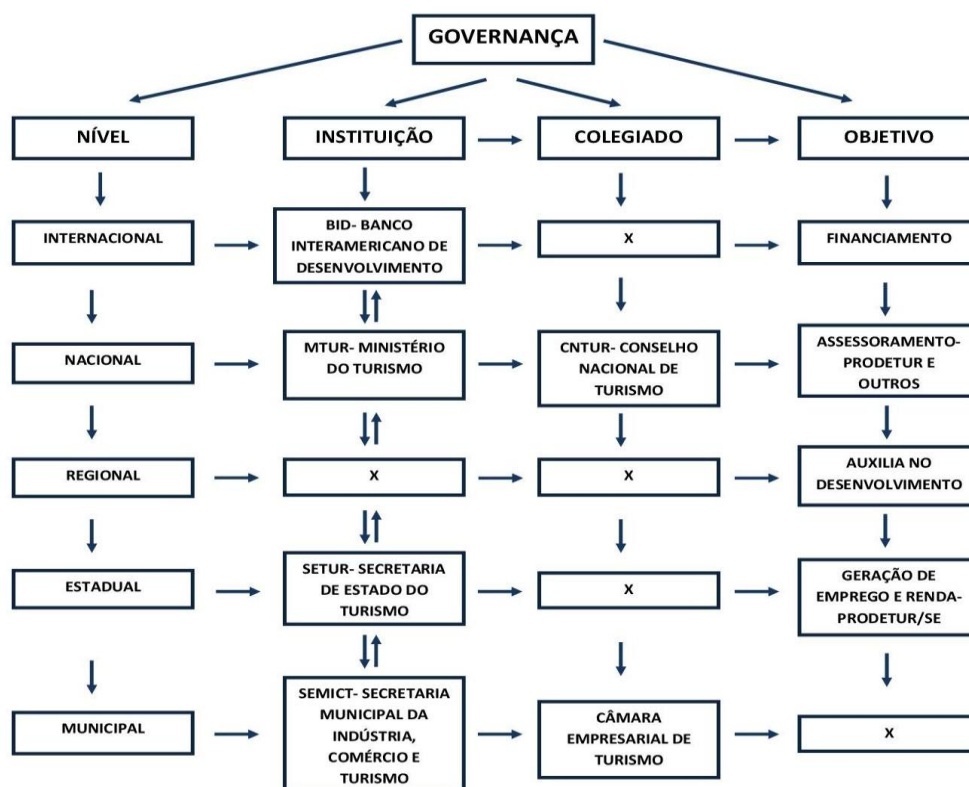 GOVERNANÇA
NÍVEL
INSTITUIÇÃO
COLEGIADO
OBJETIVO
INTERNACIONAL
BID- BANCO
INTERAMERICANO DE
DESENVOLVIMENTO
X
FINANCIAMENTO
NACIONAL
MTUR- MINISTÉRIO
DO TURISMO
CNTUR- CONSELHO
NACIONAL DE
TURISMO
ASSESSORAMENTO-
PRODETUR E
OUTROS
REGIONAL
X
X
AUXILIA NO
DESENVOLVIMENTO
ESTADUAL
SETUR- SECRETARIA
DE ESTADO DO
TURISMO
X
GERAÇÃO DE
EMPREGO E RENDA-
PRODETUR/SE
MUNICIPAL
SEMICT- SECRETARIA
MUNICIPAL DA
INDÚSTRIA,
COMÉRCIO E
TURISMO
CÂMARA
EMPRESARIAL DE
TURISMO
X